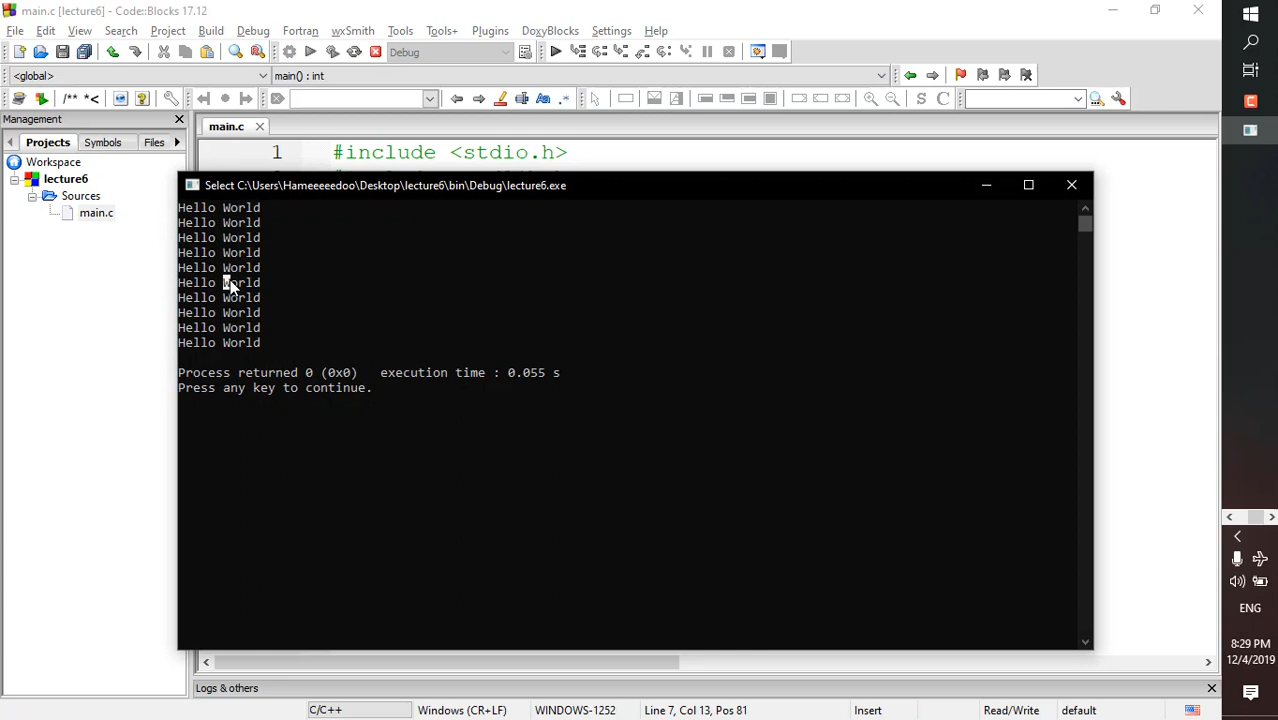 main.c [lecture6] - Code::Blocks 17.12
File Edit View Search Project Build Debug Fortran wxSmith Tools Tools+ Plugins DoxyBlocks Settings Help
Debug
<global> main() : int
/** *< Aa .* S C
Management
main.c
Projects Symbols Files
1 #include <stdio.h>
Workspace
lecture6
Sources
main.c
Select C:\Users\Hameeeeedoo\Desktop\lecture6\bin\Debug\lecture6.exe
Hello World
Hello World
Hello World
Hello World
Hello World
Hello World
Hello World
Hello World
Hello World
Hello World
Process returned 0 (0x0) execution time : 0.055 s
Press any key to continue.
Logs & others
C/C++ Windows (CR+LF) WINDOWS-1252 Line 7, Col 13, Pos 81 Insert Read/Write default
ENG
8:29 PM
12/4/2019